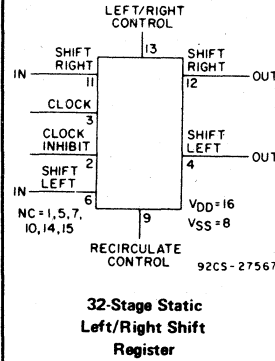 LEFT/RIGHT
CONTROL
13
SHIFT
RIGHT
IN
11
SHIFT
RIGHT
12
OUT
CLOCK
3
CLOCK
INHIBIT
2
SHIFT
LEFT
4
OUT
SHIFT
LEFT
IN
6
NC = 1, 5, 7,
10, 14, 15
9
VDD = 16
VSS = 8
RECIRCULATE
CONTROL
92CS-27567
32-Stage Static
Left/Right Shift
Register